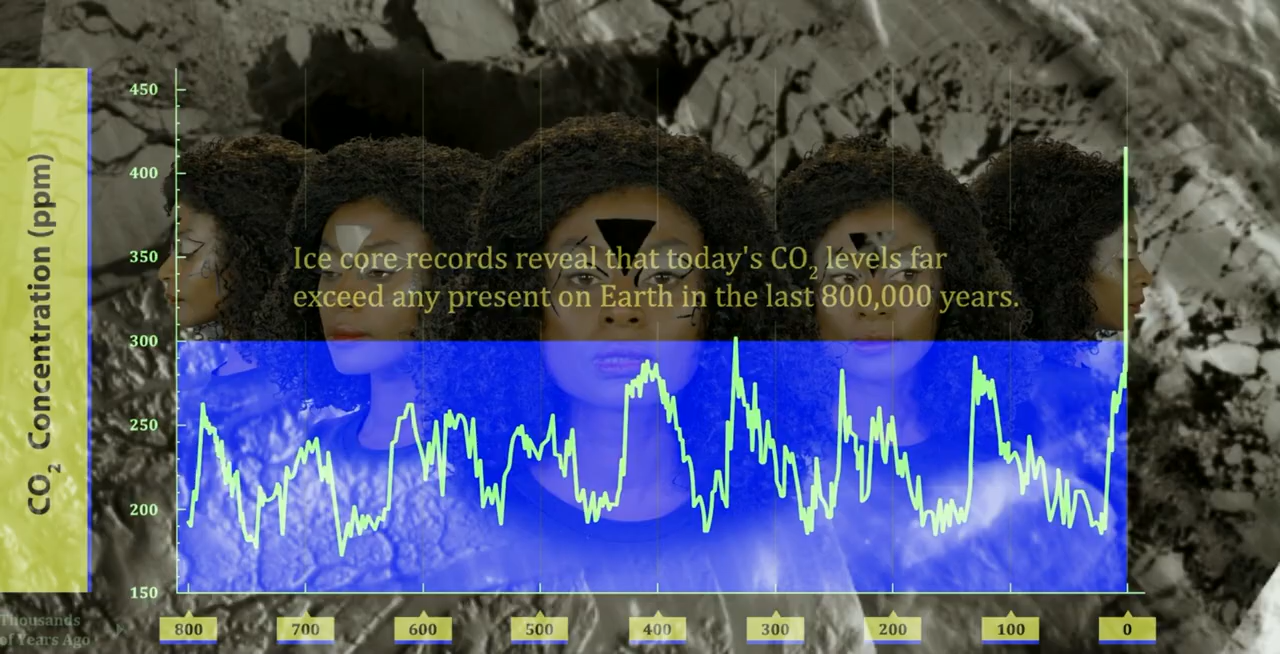 CO2 Concentration (ppm)
450
400
350
300
250
200
150
Ice core records reveal that today's CO2 levels far
exceed any present on Earth in the last 800,000 years.
Thousands
of Years Ago
800 700 600 500 400 300 200 100 0